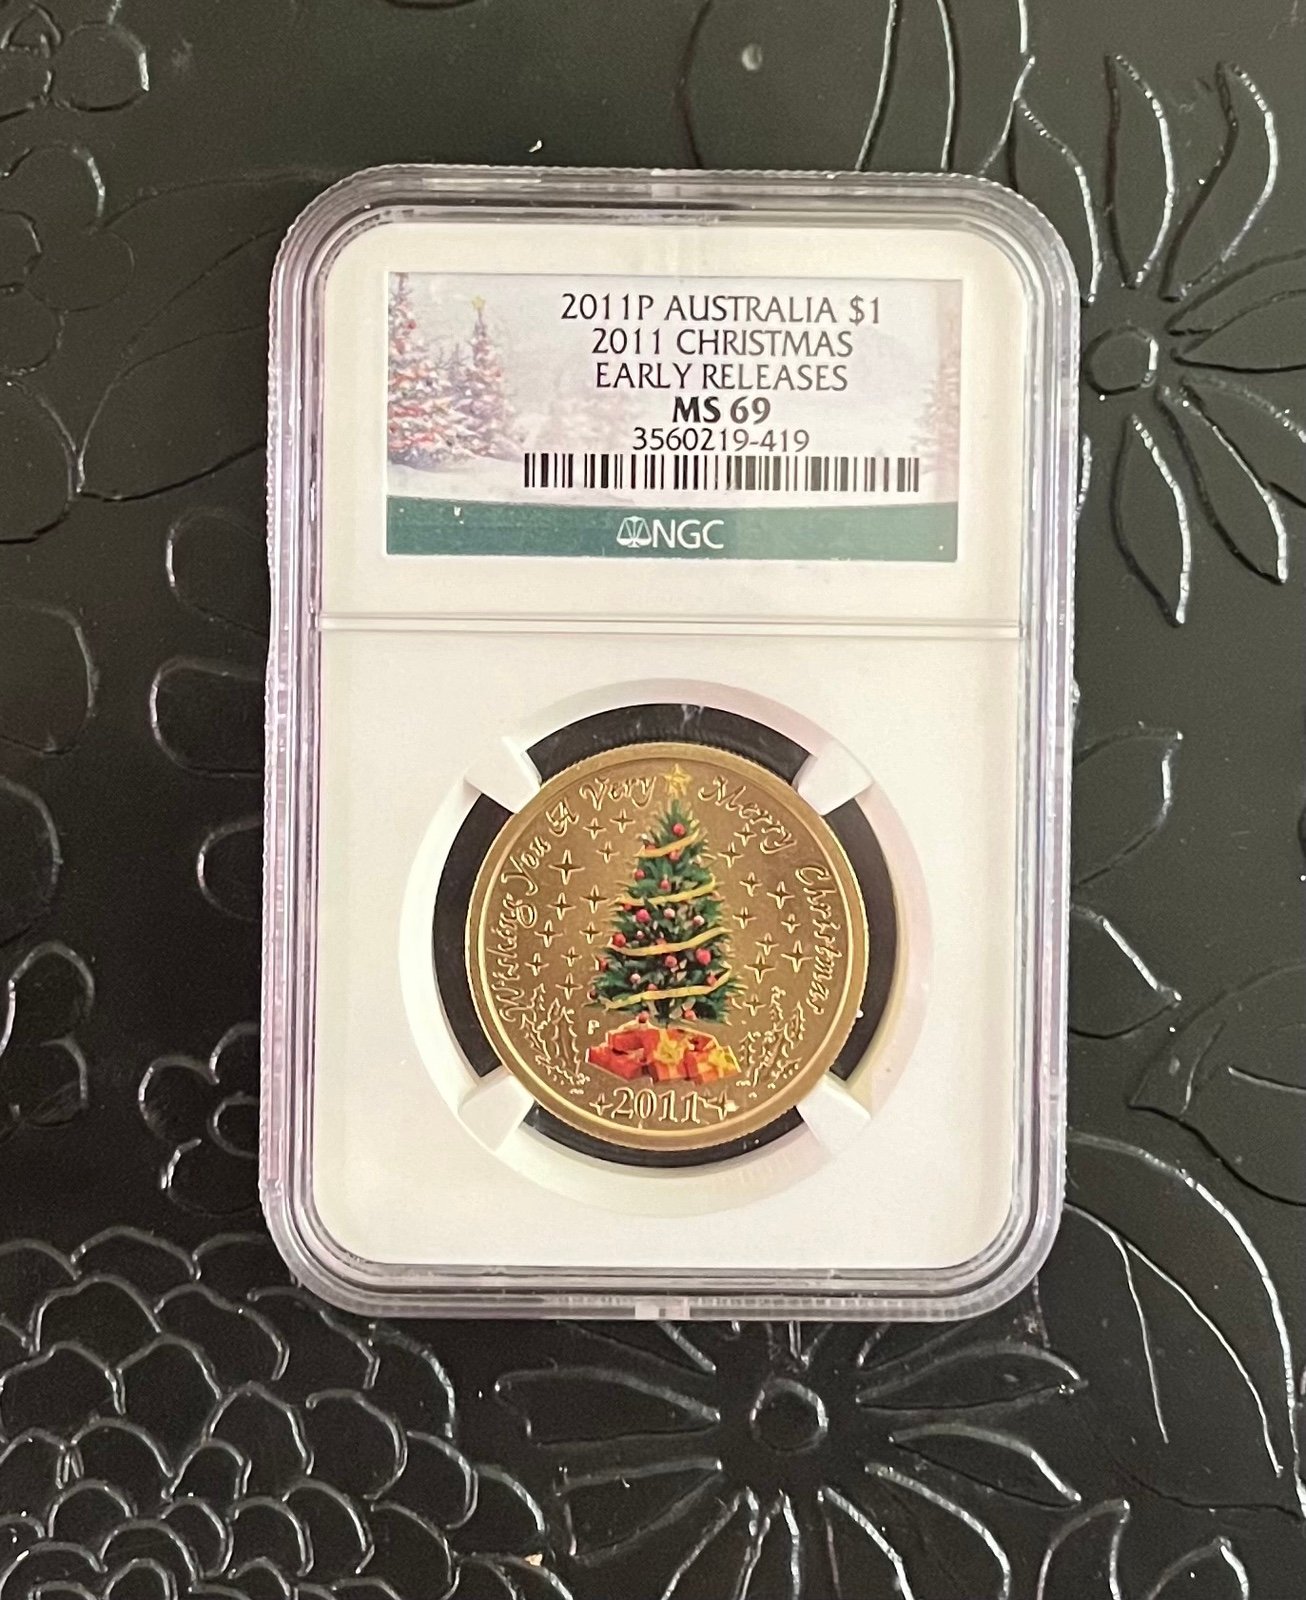 2011P AUSTRALIA $1
2011 CHRISTMAS
EARLY RELEASES
MS 69
3560219-419
NGC
Wishing You A Very Merry Christmas
P
2011